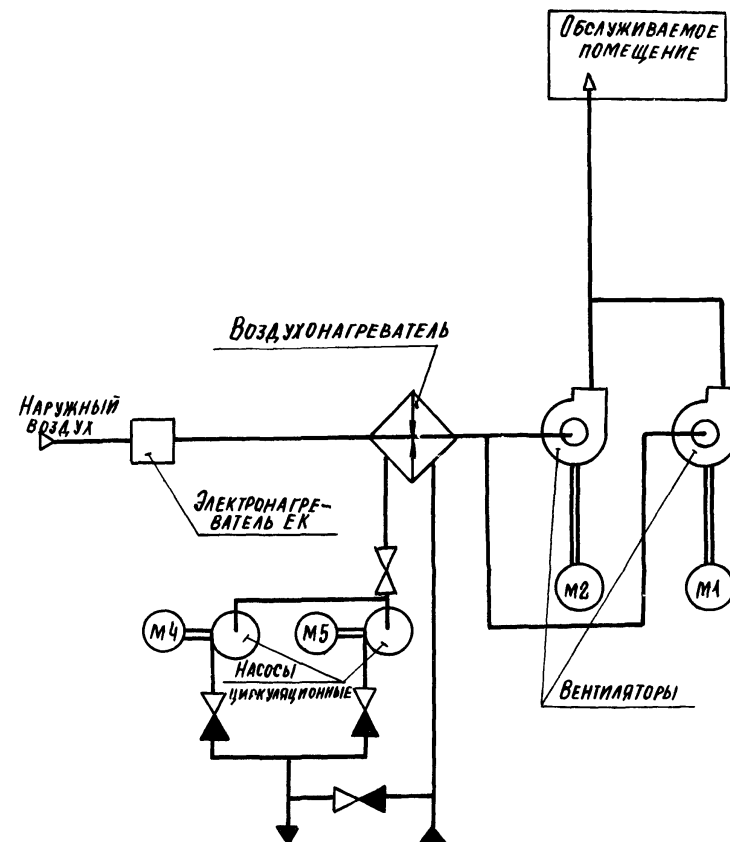 Обслуживаемое
помещение
Воздухонагреватель
Наружный
воздух
Электронагре-
ватель ЕК
М2
М1
М4
М5
Насосы
циркуляционные
Вентиляторы